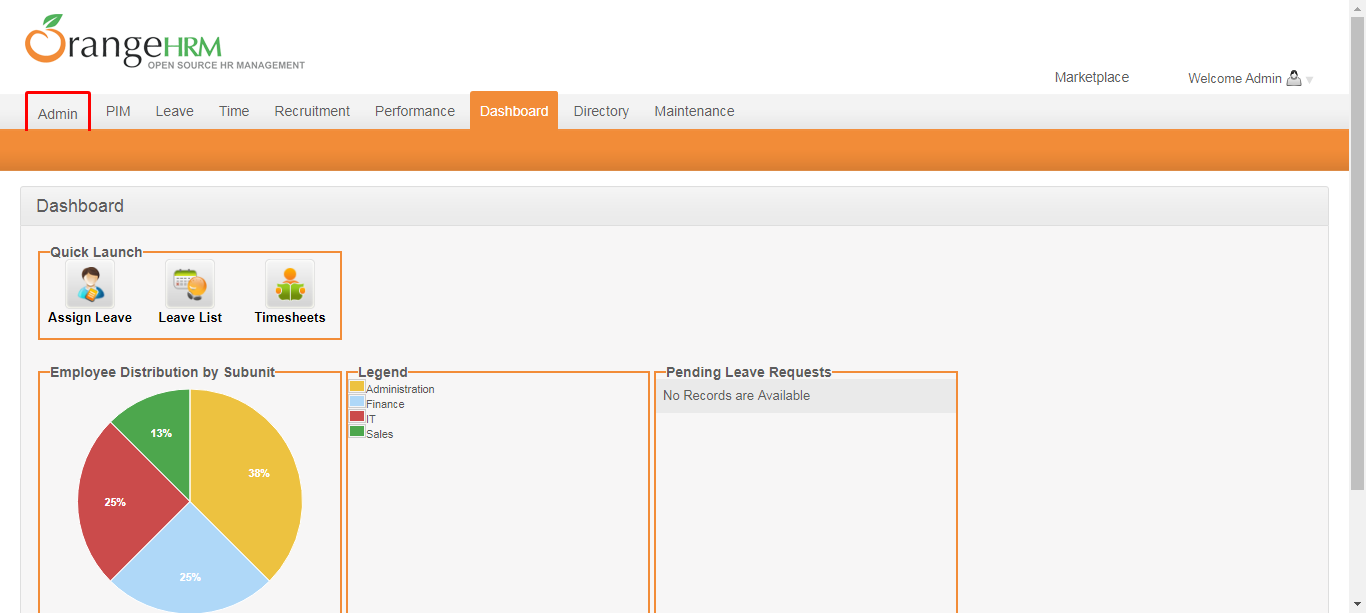 OrangeHRM
OPEN SOURCE HR MANAGEMENT
Marketplace Welcome Admin
Admin PIM Leave Time Recruitment Performance Dashboard Directory Maintenance
Dashboard
Quick Launch
Assign Leave Leave List Timesheets
Employee Distribution by Subunit
13%
38%
25%
25%
Legend
Administration
Finance
IT
Sales
Pending Leave Requests
No Records are Available